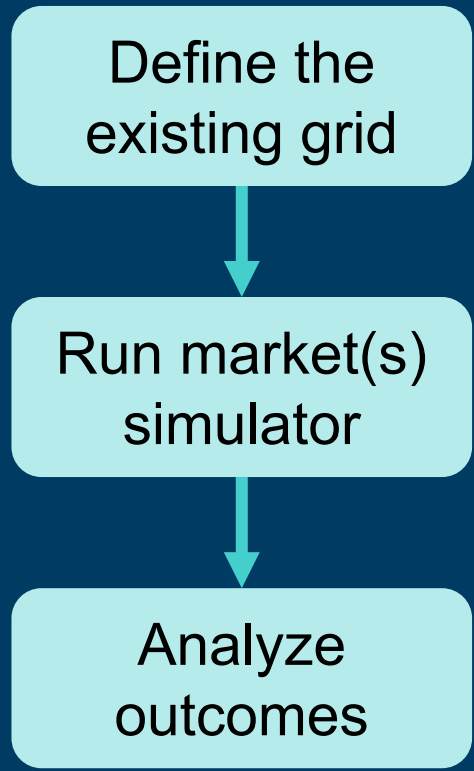 Define the
existing grid
Run market(s)
simulator
Analyze
outcomes